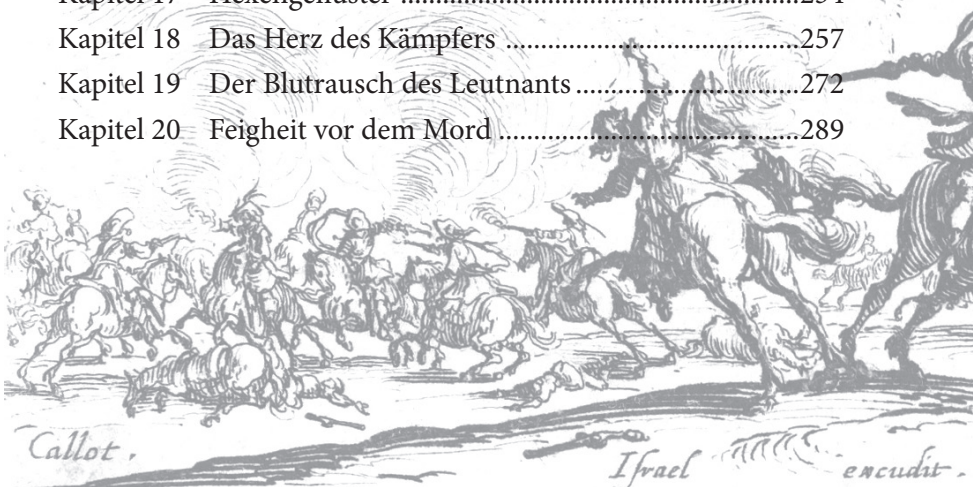 Kapitel 18 Das Herz des Kämpfers ..........................................257
Kapitel 19 Der Blutrausch des Leutnants ................................272
Kapitel 20 Feigheit vor dem Mord ...........................................289
Callot . Iſrael excudit .